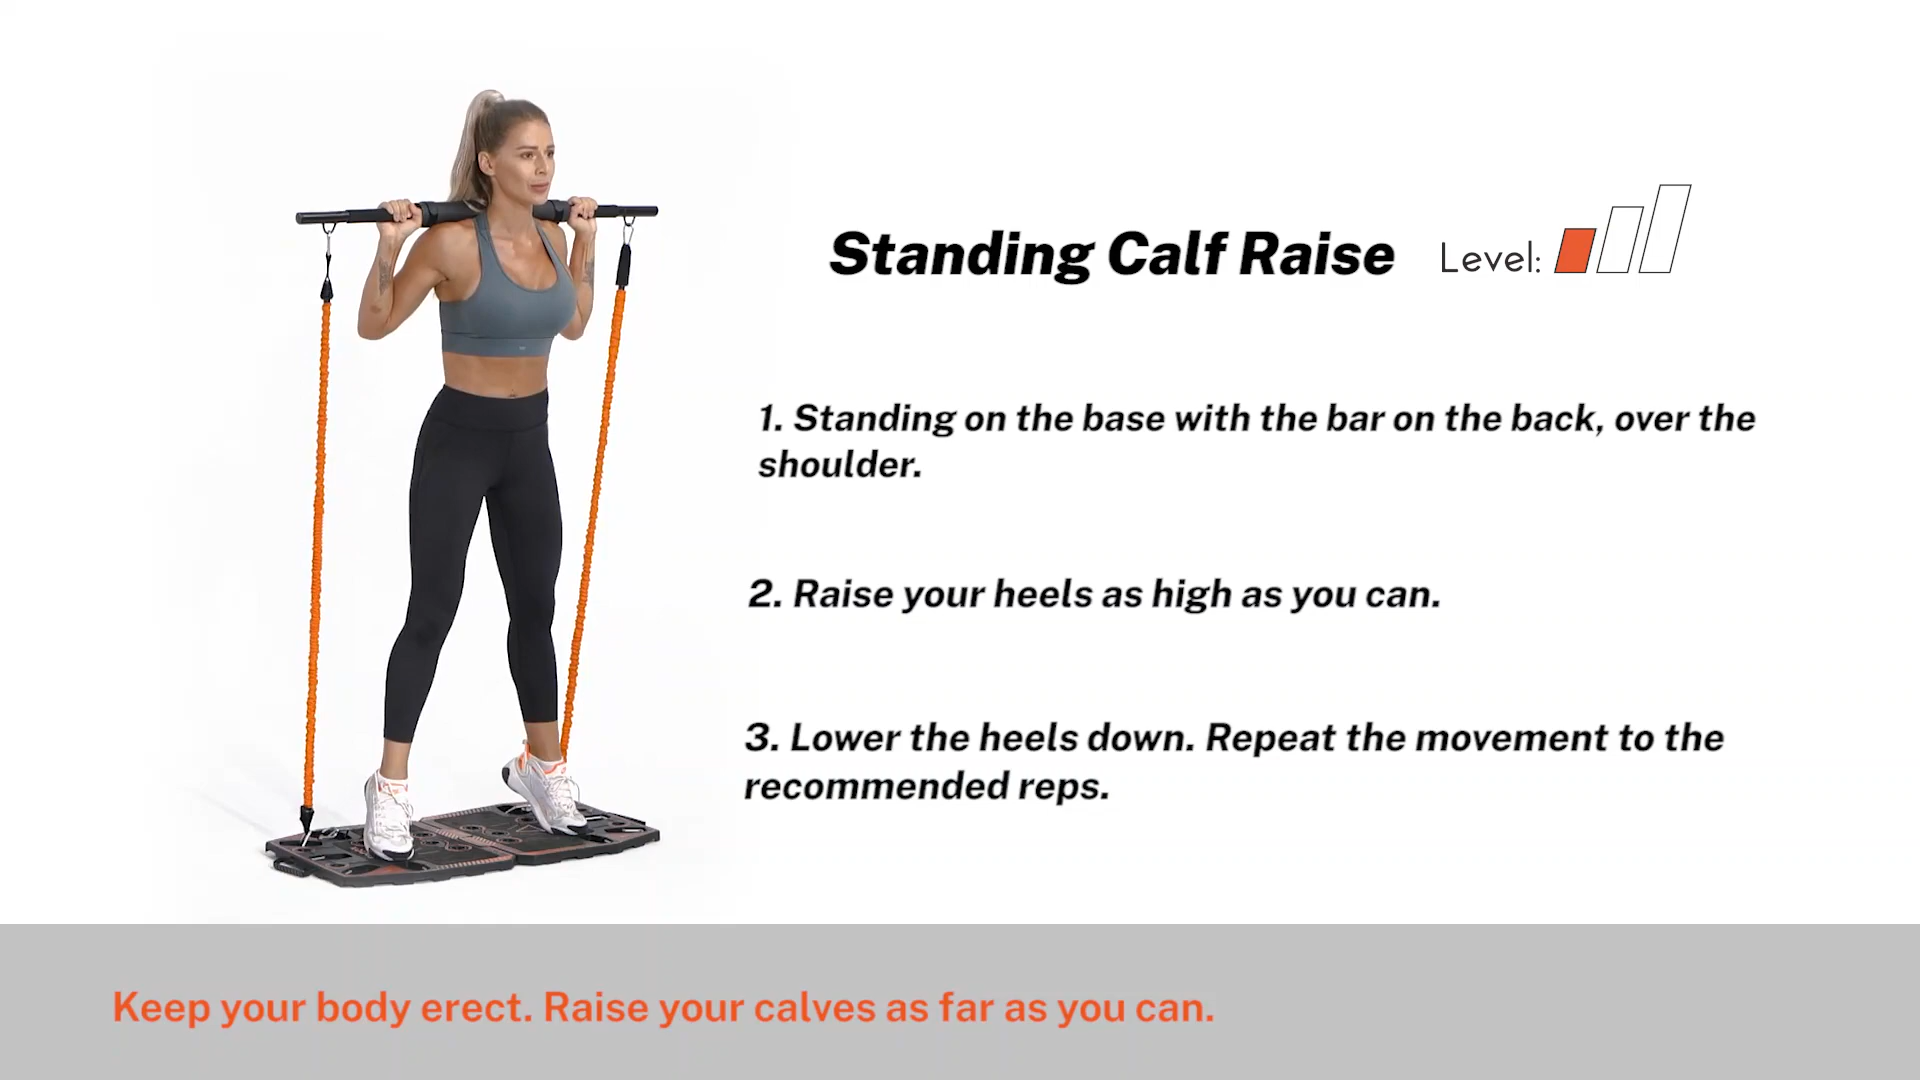 Standing Calf Raise
Level:
1. Standing on the base with the bar on the back, over the
shoulder.
2. Raise your heels as high as you can.
3. Lower the heels down. Repeat the movement to the
recommended reps.
Keep your body erect. Raise your calves as far as you can.